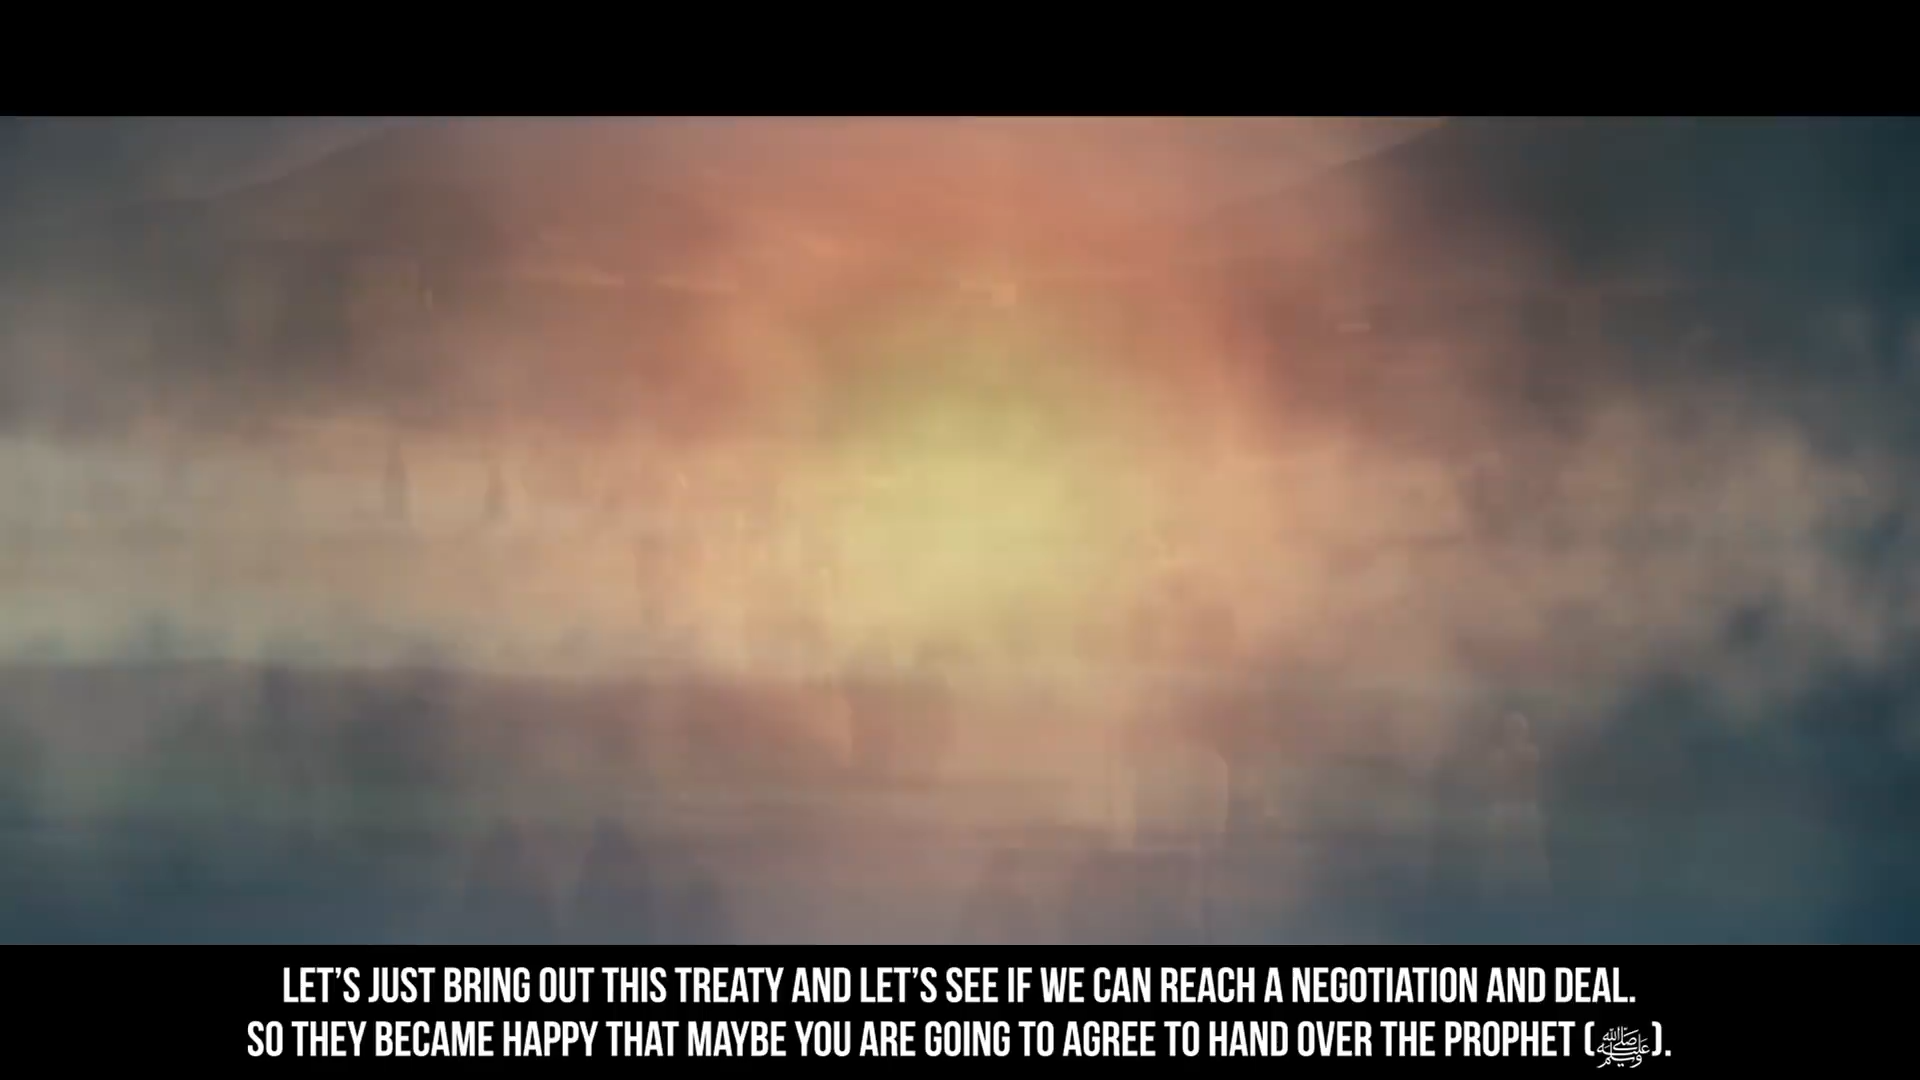 LET’S JUST BRING OUT THIS TREATY AND LET’S SEE IF WE CAN REACH A NEGOTIATION AND DEAL.
SO THEY BECAME HAPPY THAT MAYBE YOU ARE GOING TO AGREE TO HAND OVER THE PROPHET (ﷺ).